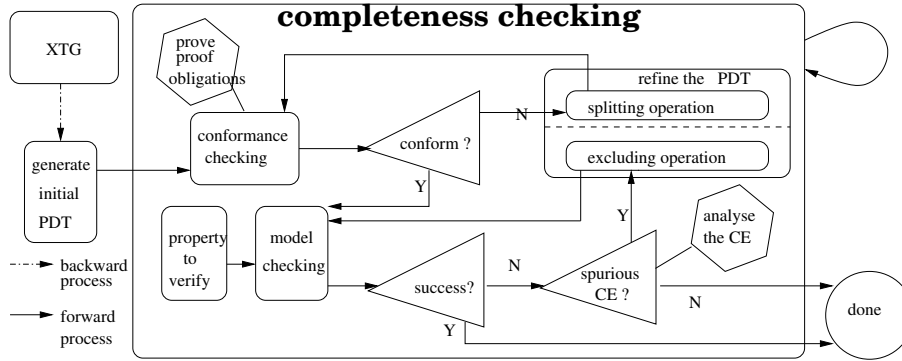 completeness checking
XTG
prove
proof
obligations
refine the PDT
splitting operation
N
conformance
checking
conform ?
excluding operation
generate
initial
PDT
Y
Y
analyse
the CE
property
to
verify
model
checking
backward
process
success?
N
spurious
CE ?
N
done
forward
process
Y